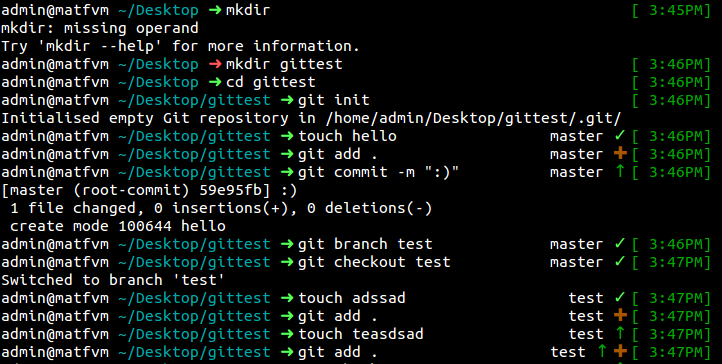 admin@matfvm ~/Desktop ➜ mkdir [ 3:45PM]
mkdir: missing operand
Try 'mkdir --help' for more information.
admin@matfvm ~/Desktop ➜ mkdir gittest [ 3:46PM]
admin@matfvm ~/Desktop ➜ cd gittest [ 3:46PM]
admin@matfvm ~/Desktop/gittest ➜ git init [ 3:46PM]
Initialised empty Git repository in /home/admin/Desktop/gittest/.git/
admin@matfvm ~/Desktop/gittest ➜ touch hello master ✓ [ 3:46PM]
admin@matfvm ~/Desktop/gittest ➜ git add . master ✚ [ 3:46PM]
admin@matfvm ~/Desktop/gittest ➜ git commit -m ":)" master ↑ [ 3:46PM]
[master (root-commit) 59e95fb] :)
 1 file changed, 0 insertions(+), 0 deletions(-)
 create mode 100644 hello
admin@matfvm ~/Desktop/gittest ➜ git branch test master ✓ [ 3:46PM]
admin@matfvm ~/Desktop/gittest ➜ git checkout test master ✓ [ 3:47PM]
Switched to branch 'test'
admin@matfvm ~/Desktop/gittest ➜ touch adssad test ✓ [ 3:47PM]
admin@matfvm ~/Desktop/gittest ➜ git add . test ✚ [ 3:47PM]
admin@matfvm ~/Desktop/gittest ➜ touch teasdsad test ↑ [ 3:47PM]
admin@matfvm ~/Desktop/gittest ➜ git add . test ↑ ✚ [ 3:47PM]